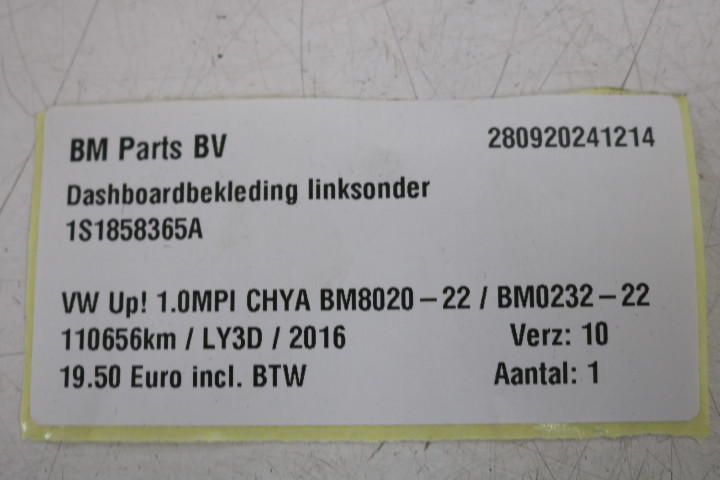 BM Parts BV 280920241214
Dashboardbekleding linksonder
1S1858365A
VW Up! 1.0MPI CHYA BM8020-22 / BM0232-22
110656km / LY3D / 2016 Verz: 10
19.50 Euro incl. BTW Aantal: 1